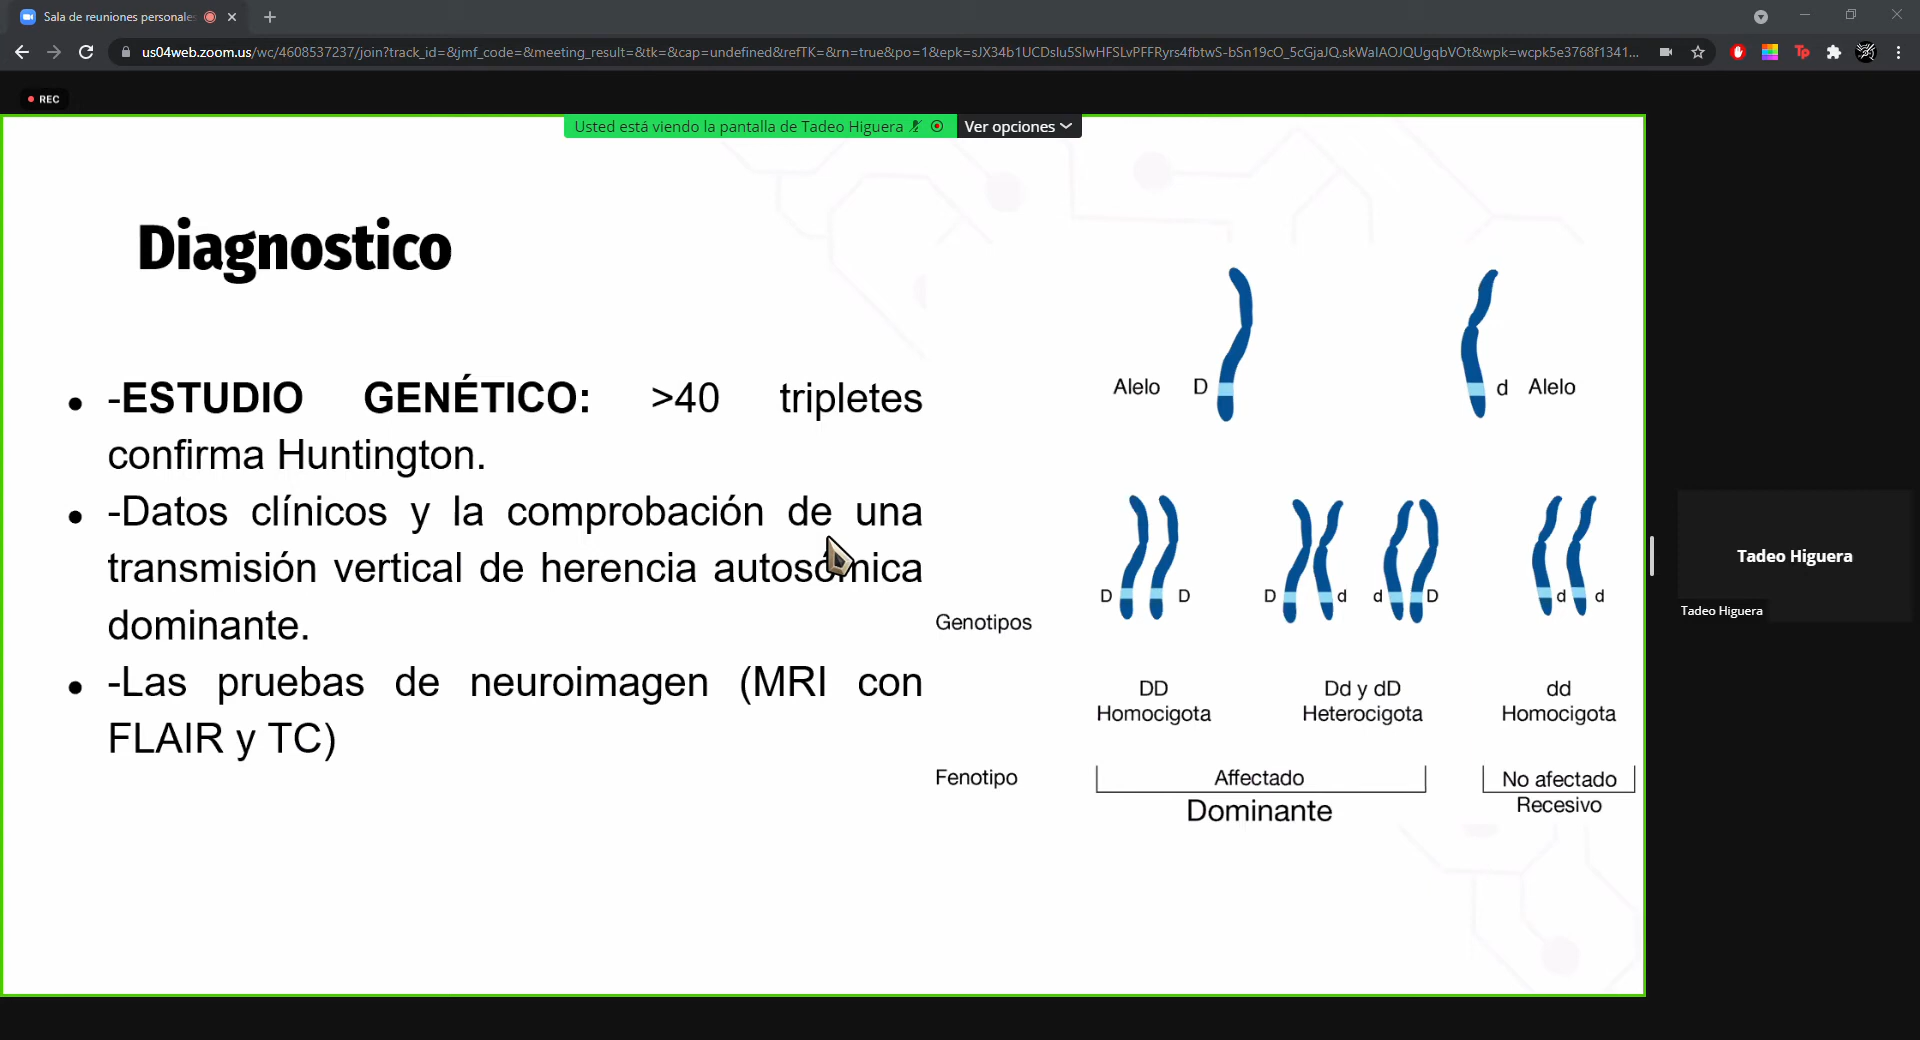 Sala de reuniones personales
us04web.zoom.us/wc/4608537237/join?track_id=&jmf_code=&meeting_result=&tk=&cap=undefined&refTK=&rn=true&po=1&epk=sJX34b1UCDslu5SlwHFSLvPFFRyrs4fbtwS-bSn19cO_5cGjaJQ.skWaIAOJQUgqbVOt&wpk=wcpk5e3768f1341...
REC
Usted está viendo la pantalla de Tadeo Higuera
Ver opciones
Diagnostico
• -ESTUDIO GENÉTICO: >40 tripletes
confirma Huntington.
• -Datos clínicos y la comprobación de una
transmisión vertical de herencia autosómica
dominante.
• -Las pruebas de neuroimagen (MRI con
FLAIR y TC)
Alelo D
d Alelo
Genotipos
D D D d d D d d
DD
Homocigota
Dd y dD
Heterocigota
dd
Homocigota
Fenotipo
Affectado
Dominante
No afectado
Recesivo
Tadeo Higuera
Tadeo Higuera